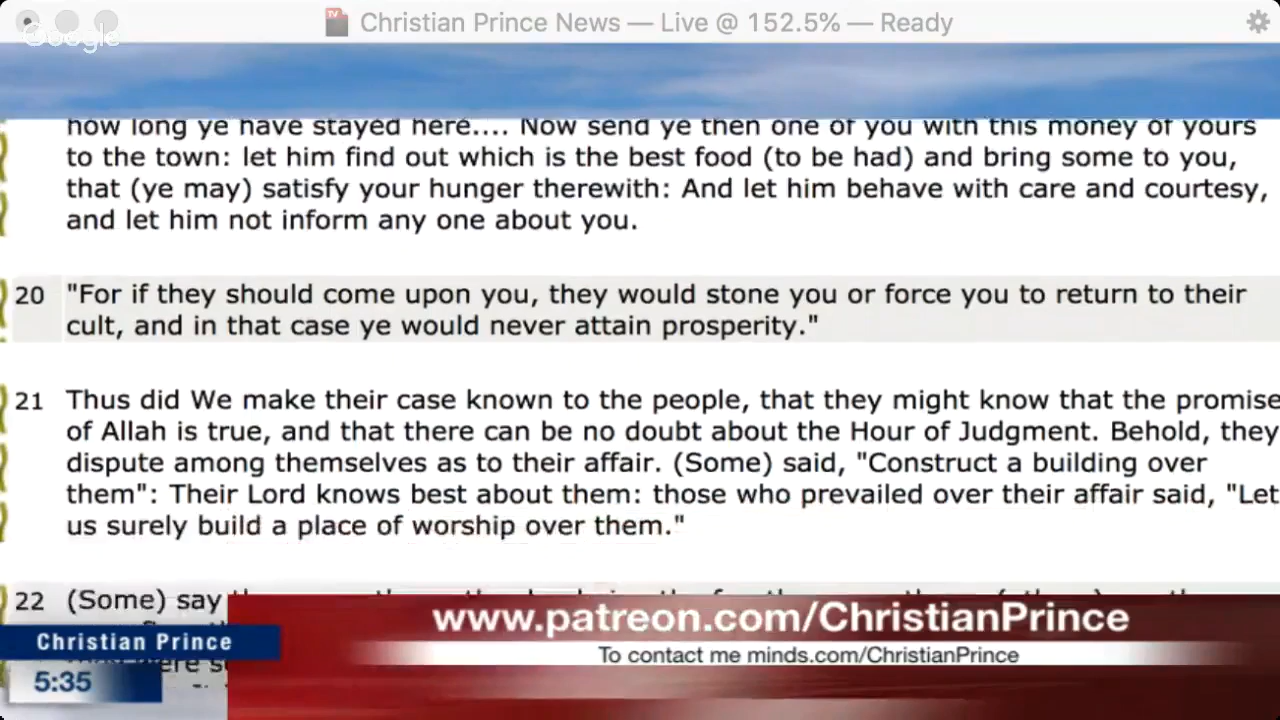 Christian Prince News — Live @ 152.5% — Ready
Google
how long ye have stayed here.... Now send ye then one of you with this money of yours
to the town: let him find out which is the best food (to be had) and bring some to you,
that (ye may) satisfy your hunger therewith: And let him behave with care and courtesy,
and let him not inform any one about you.
20 "For if they should come upon you, they would stone you or force you to return to their
cult, and in that case ye would never attain prosperity."
21 Thus did We make their case known to the people, that they might know that the promise
of Allah is true, and that there can be no doubt about the Hour of Judgment. Behold, they
dispute among themselves as to their affair. (Some) said, "Construct a building over
them": Their Lord knows best about them: those who prevailed over their affair said, "Let
us surely build a place of worship over them."
22 (Some) say
www.patreon.com/ChristianPrince
Christian Prince
To contact me minds.com/ChristianPrince
5:35